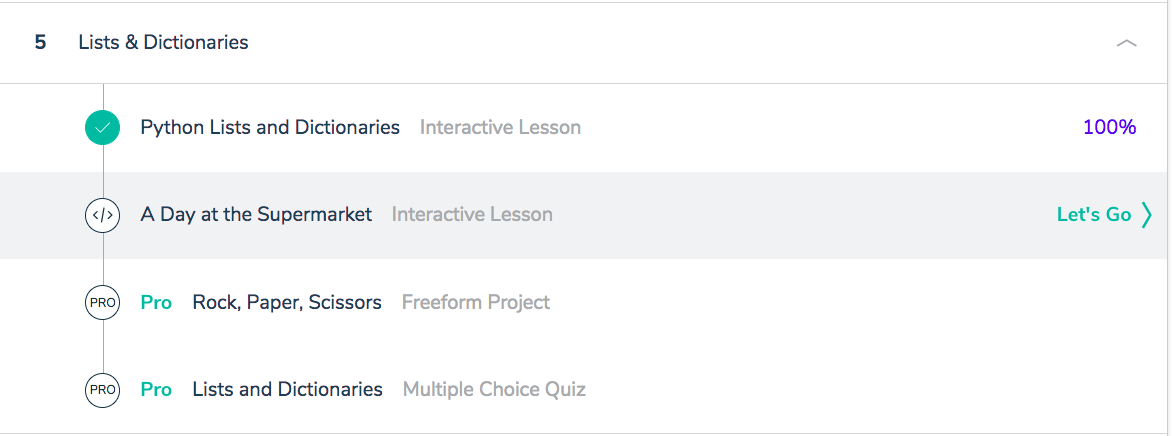 5 Lists & Dictionaries
Python Lists and Dictionaries Interactive Lesson 100%
</> A Day at the Supermarket Interactive Lesson Let's Go
PRO Pro Rock, Paper, Scissors Freeform Project
PRO Pro Lists and Dictionaries Multiple Choice Quiz